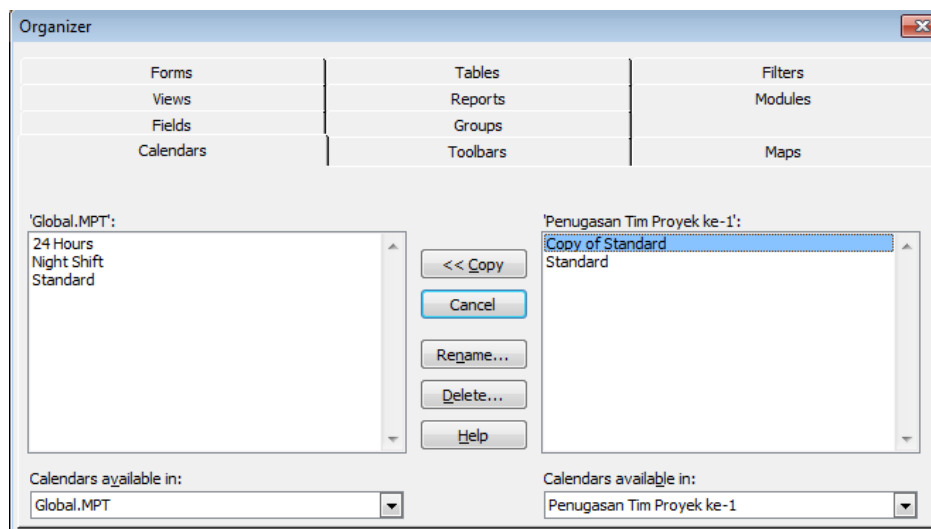 Organizer
Forms Tables Filters
Views Reports Modules
Fields Groups
Calendars Toolbars Maps
'Global.MPT':
24 Hours
Night Shift
Standard
<< Copy
Cancel
Rename...
Delete...
Help
'Penugasan Tim Proyek ke-1':
Copy of Standard
Standard
Calendars available in:
Global.MPT
Calendars available in:
Penugasan Tim Proyek ke-1